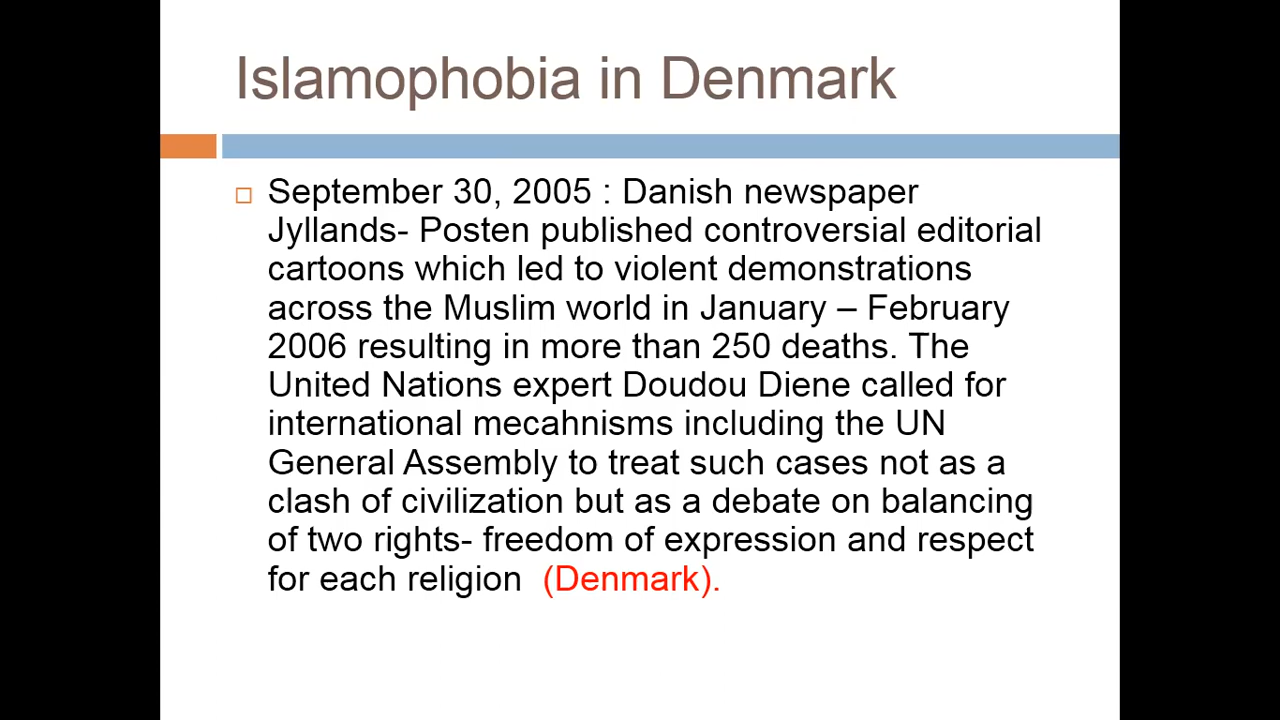 Islamophobia in Denmark
September 30, 2005 : Danish newspaper
Jyllands- Posten published controversial editorial
cartoons which led to violent demonstrations
across the Muslim world in January – February
2006 resulting in more than 250 deaths. The
United Nations expert Doudou Diene called for
international mecahnisms including the UN
General Assembly to treat such cases not as a
clash of civilization but as a debate on balancing
of two rights- freedom of expression and respect
for each religion (Denmark).